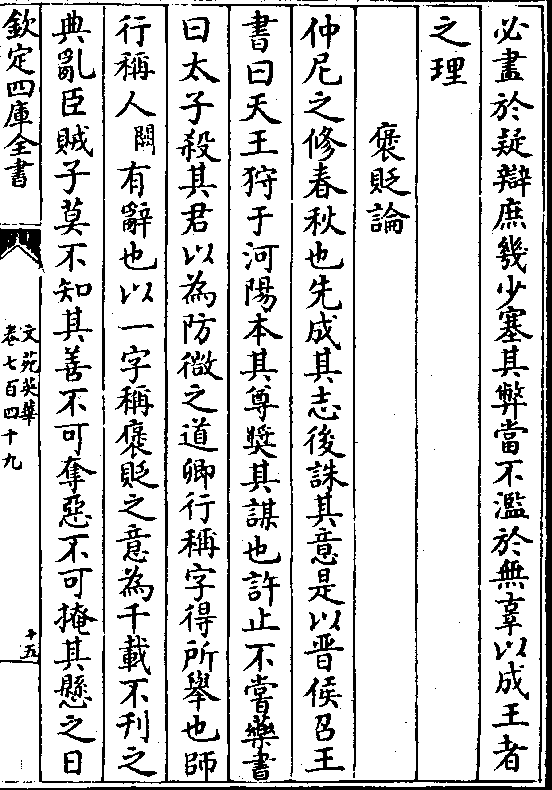 必盡於疑辯庶幾少塞其弊當不濫於無辜以成王者
之理
褒貶論
仲尼之修春秋也先成其志後誅其意是以晉侯召王
書曰天王狩于河陽本其尊奬其謀也許止不嘗藥書
曰太子殺其君以為防微之道卿行稱字得所舉也師
行稱人闕有辭也以一字稱褒貶之意為千載不刊之
典亂臣賊子莫不知其善不可奪惡不可掩其懸之日
欽定四庫全書
文苑英華
卷七百四十九
十五